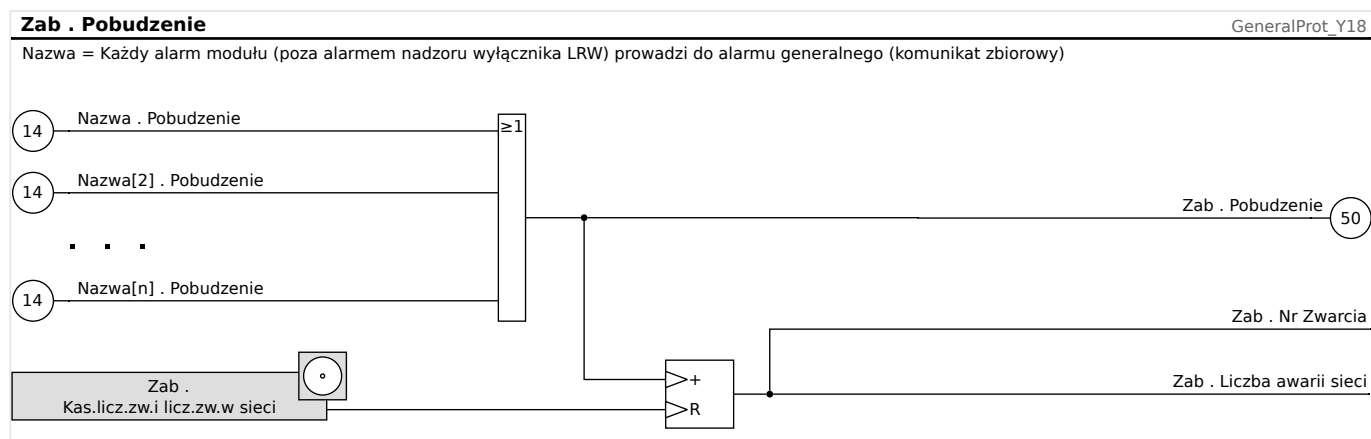 Zab . Pobudzenie
GeneralProt_Y18
Nazwa = Każdy alarm modułu (poza alarmem nadzoru wyłącznika LRW) prowadzi do alarmu generalnego (komunikat zbiorowy)
14
Nazwa . Pobudzenie
≥1
14
Nazwa[2] . Pobudzenie
Zab . Pobudzenie
50
14
Nazwa[n] . Pobudzenie
Zab . Nr Zwarcia
Zab .
Kas.licz.zw.i licz.zw.w sieci
+
R
Zab . Liczba awarii sieci